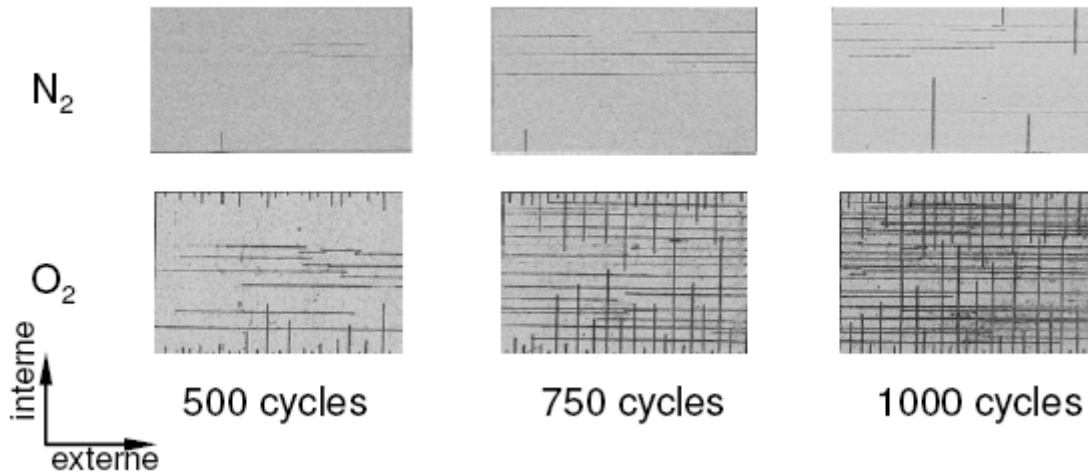 N₂
O₂
interne
externe
500 cycles
750 cycles
1000 cycles